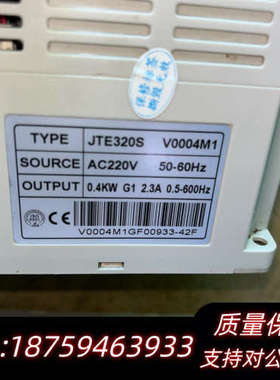 TYPE JTE320S V0004M1
SOURCE AC220V 50-60Hz
OUTPUT 0.4KW G1 2.3A 0.5-600Hz
CE
V0004M1GF00933-42F
质量保
:18759463933
支持对公